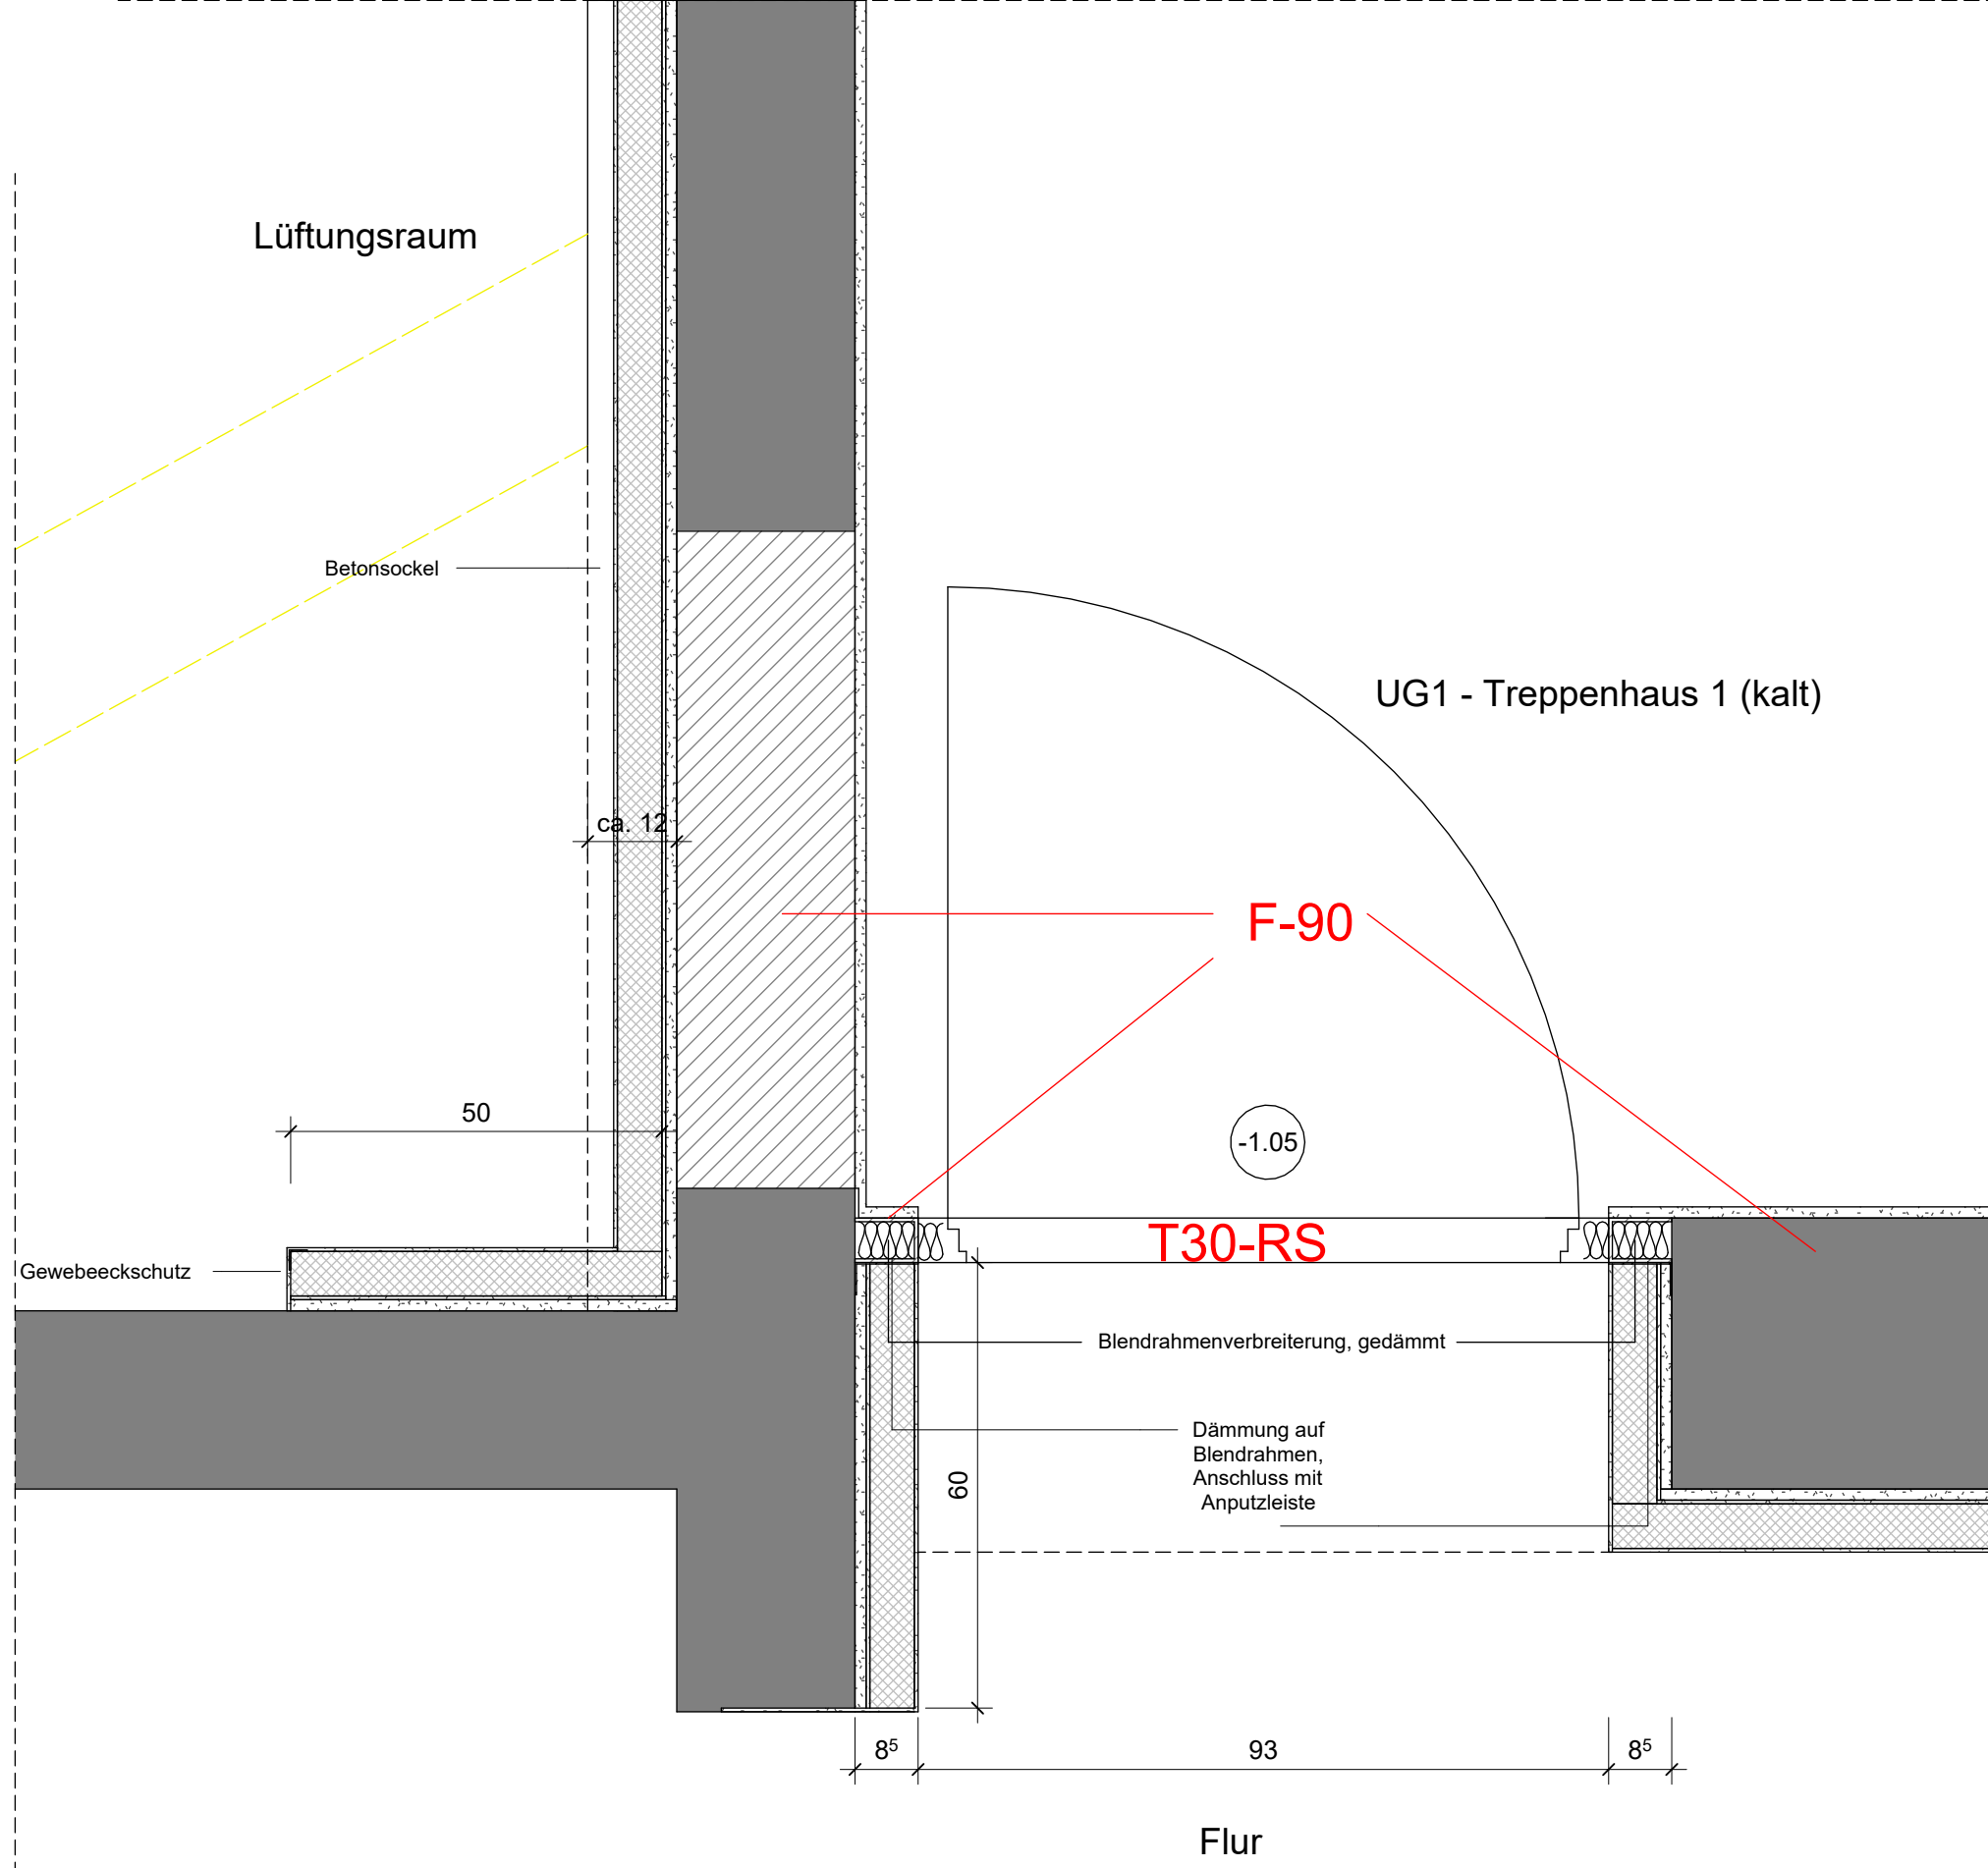 Lüftungsraum
Betonsockel
UG1 - Treppenhaus 1 (kalt)
ca. 12
F-90
50
-1.05
T30-RS
Gewebeeckschutz
Blendrahmenverbreiterung, gedämmt
Dämmung auf
Blendrahmen,
Anschluss mit
Anputzleiste
60
8⁵
93
8⁵
Flur